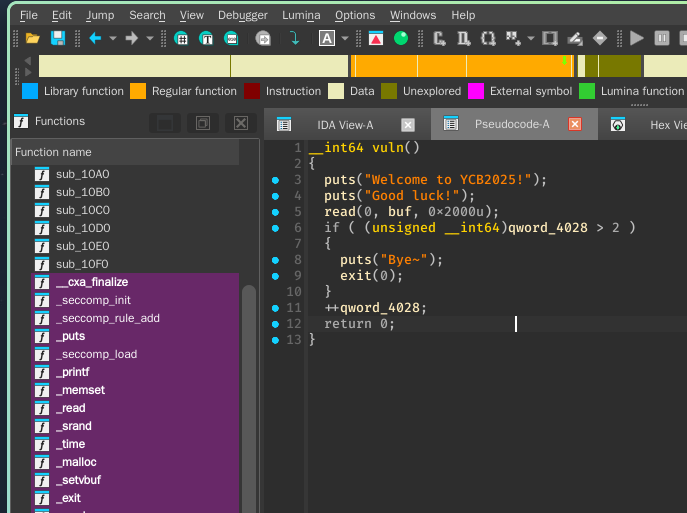 File Edit Jump Search View Debugger Lumina Options Windows Help
Library function Regular function Instruction Data Unexplored External symbol Lumina function
Functions
IDA View-A Pseudocode-A Hex Vie
Function name
sub_10A0
sub_10B0
sub_10C0
sub_10D0
sub_10E0
sub_10F0
__cxa_finalize
_seccomp_init
_seccomp_rule_add
_puts
_seccomp_load
_printf
_memset
_read
_srand
_time
_malloc
_setvbuf
_exit
1 __int64 vuln()
2 {
3 puts("Welcome to YCB2025!");
4 puts("Good luck!");
5 read(0, buf, 0x2000u);
6 if ( (unsigned __int64)qword_4028 > 2 )
7 {
8 puts("Bye~");
9 exit(0);
10 }
11 ++qword_4028;
12 return 0;
13 }